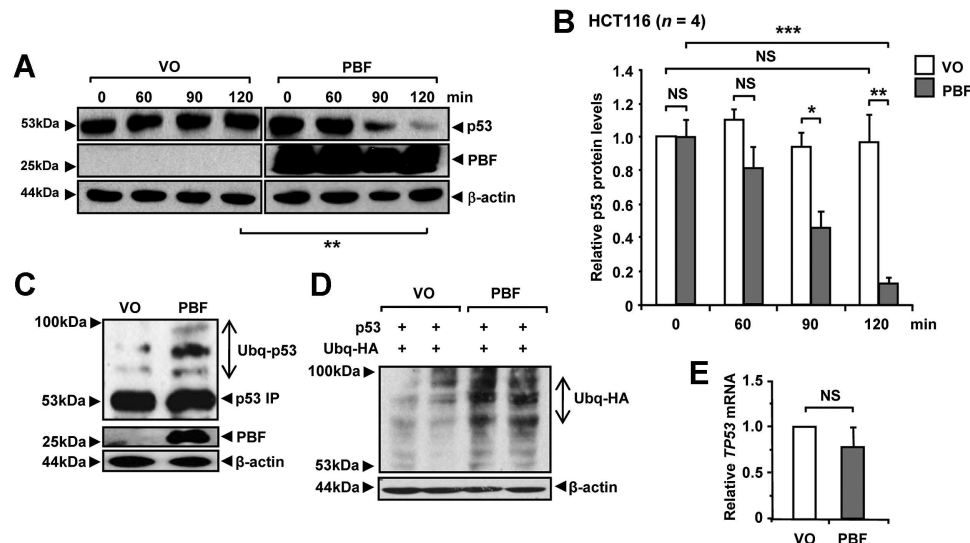 A
VO PBF
0 60 90 120 0 60 90 120 min
53kDa p53
25kDa PBF
44kDa β-actin
**
B HCT116 (n = 4)
***
NS
NS NS * **
VO
PBF
Relative p53 protein levels
1.4
1.2
1.0
0.8
0.6
0.4
0.2
0
0 60 90 120 min
C
VO PBF
100kDa
Ubq-p53
53kDa p53 IP
25kDa PBF
44kDa β-actin
D
VO PBF
p53 + + + +
Ubq-HA + + + +
100kDa
Ubq-HA
53kDa
44kDa β-actin
E
Relative TP53 mRNA
1.5
1.0
0.5
0
NS
VO PBF